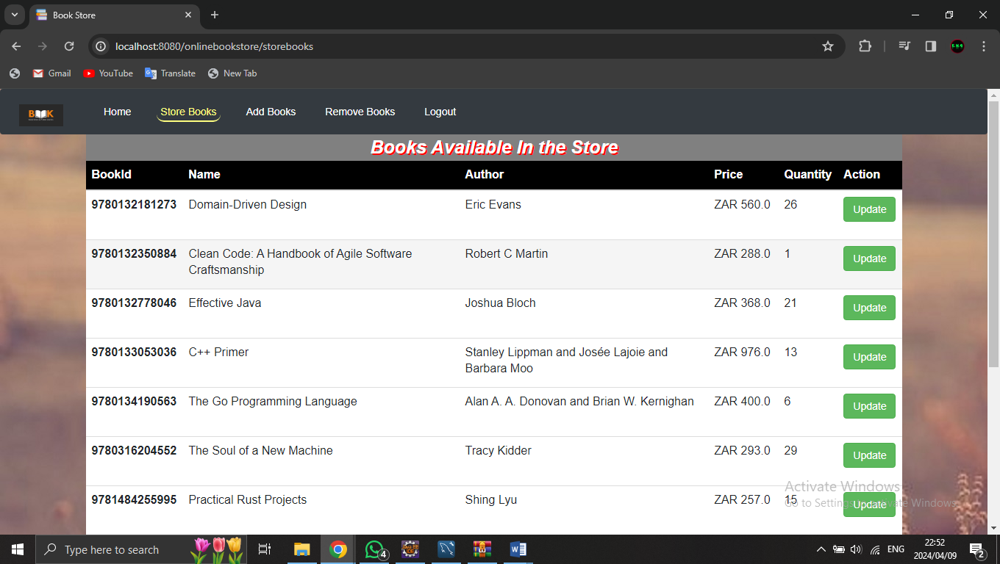 Book Store
localhost:8080/onlinebookstore/storebooks
Gmail YouTube Translate New Tab
BOOK
Home Store Books Add Books Remove Books Logout
Books Available In the Store
BookId Name Author Price Quantity Action
9780132181273 Domain-Driven Design Eric Evans ZAR 560.0 26 Update
9780132350884 Clean Code: A Handbook of Agile Software Robert C Martin ZAR 288.0 1 Update
Craftsmanship
9780132778046 Effective Java Joshua Bloch ZAR 368.0 21 Update
9780133053036 C++ Primer Stanley Lippman and Josée Lajoie and ZAR 976.0 13 Update
Barbara Moo
9780134190563 The Go Programming Language Alan A. A. Donovan and Brian W. Kernighan ZAR 400.0 6 Update
9780316204552 The Soul of a New Machine Tracy Kidder ZAR 293.0 29 Update
Activate Windows
9781484255995 Practical Rust Projects Shing Lyu ZAR 257.0 15 Update
Go to Settings to activate Windows.
Type here to search
4
ENG
22:52
2024/04/09
2